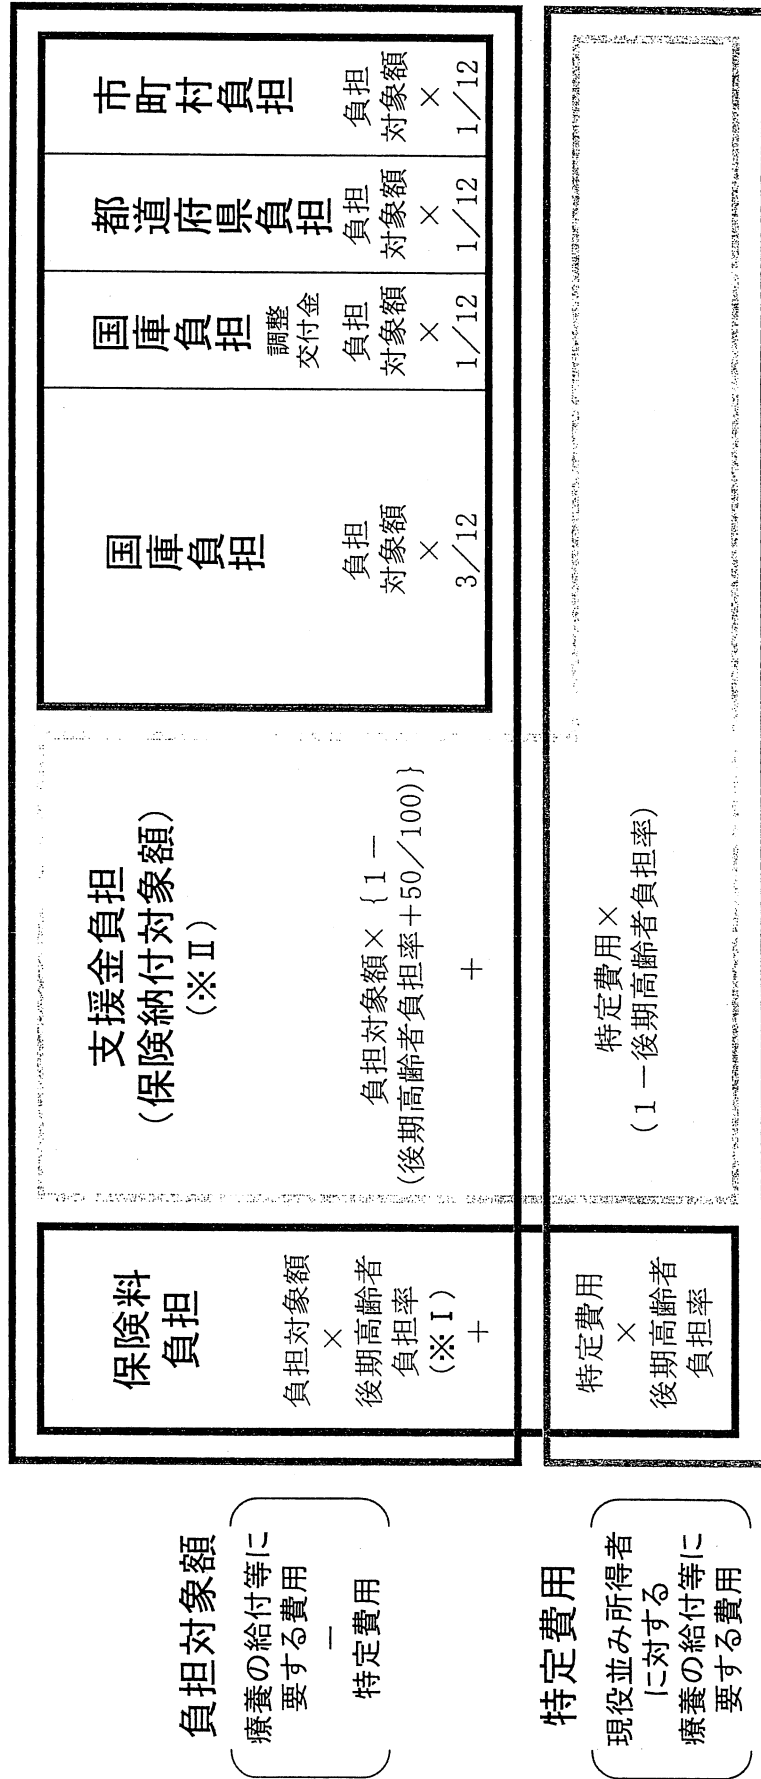 負担対象額
療養の給付等に
要する費用
－
特定費用
保険料
負担
負担対象額
×
後期高齢者
負担率
(※Ⅰ)
＋
支援金負担
(保険納付対象額)
(※Ⅱ)
負担対象額×{1－
(後期高齢者負担率+50/100)}
＋
国庫
負担
負担
対象額
×
3/12
国庫
負担
調整
交付金
負担
対象額
×
1/12
都道府県負担
負担
対象額
×
1/12
市町村負担
負担
対象額
×
1/12
特定費用
現役並み所得者
に対する
療養の給付等に
要する費用
特定費用
×
後期高齢者
負担率
特定費用×
(1－後期高齢者負担率)